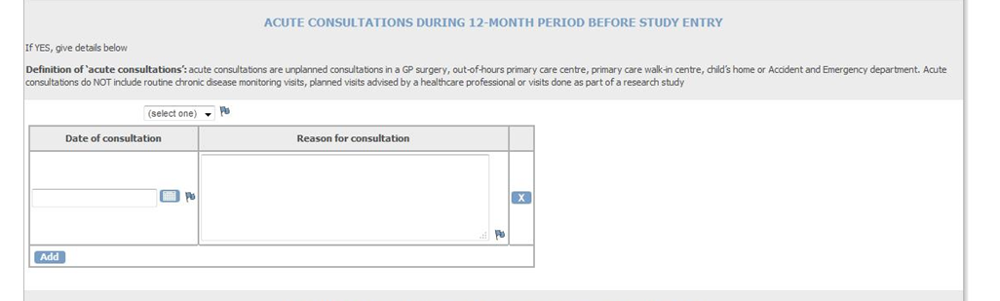 ACUTE CONSULTATIONS DURING 12-MONTH PERIOD BEFORE STUDY ENTRY
If YES, give details below
Definition of 'acute consultations': acute consultations are unplanned consultations in a GP surgery, out-of-hours primary care centre, primary care walk-in centre, child's home or Accident and Emergency department. Acute
consultations do NOT include routine chronic disease monitoring visits, planned visits advised by a healthcare professional or visits done as part of a research study
(select one)
Date of consultation Reason for consultation
X
Add